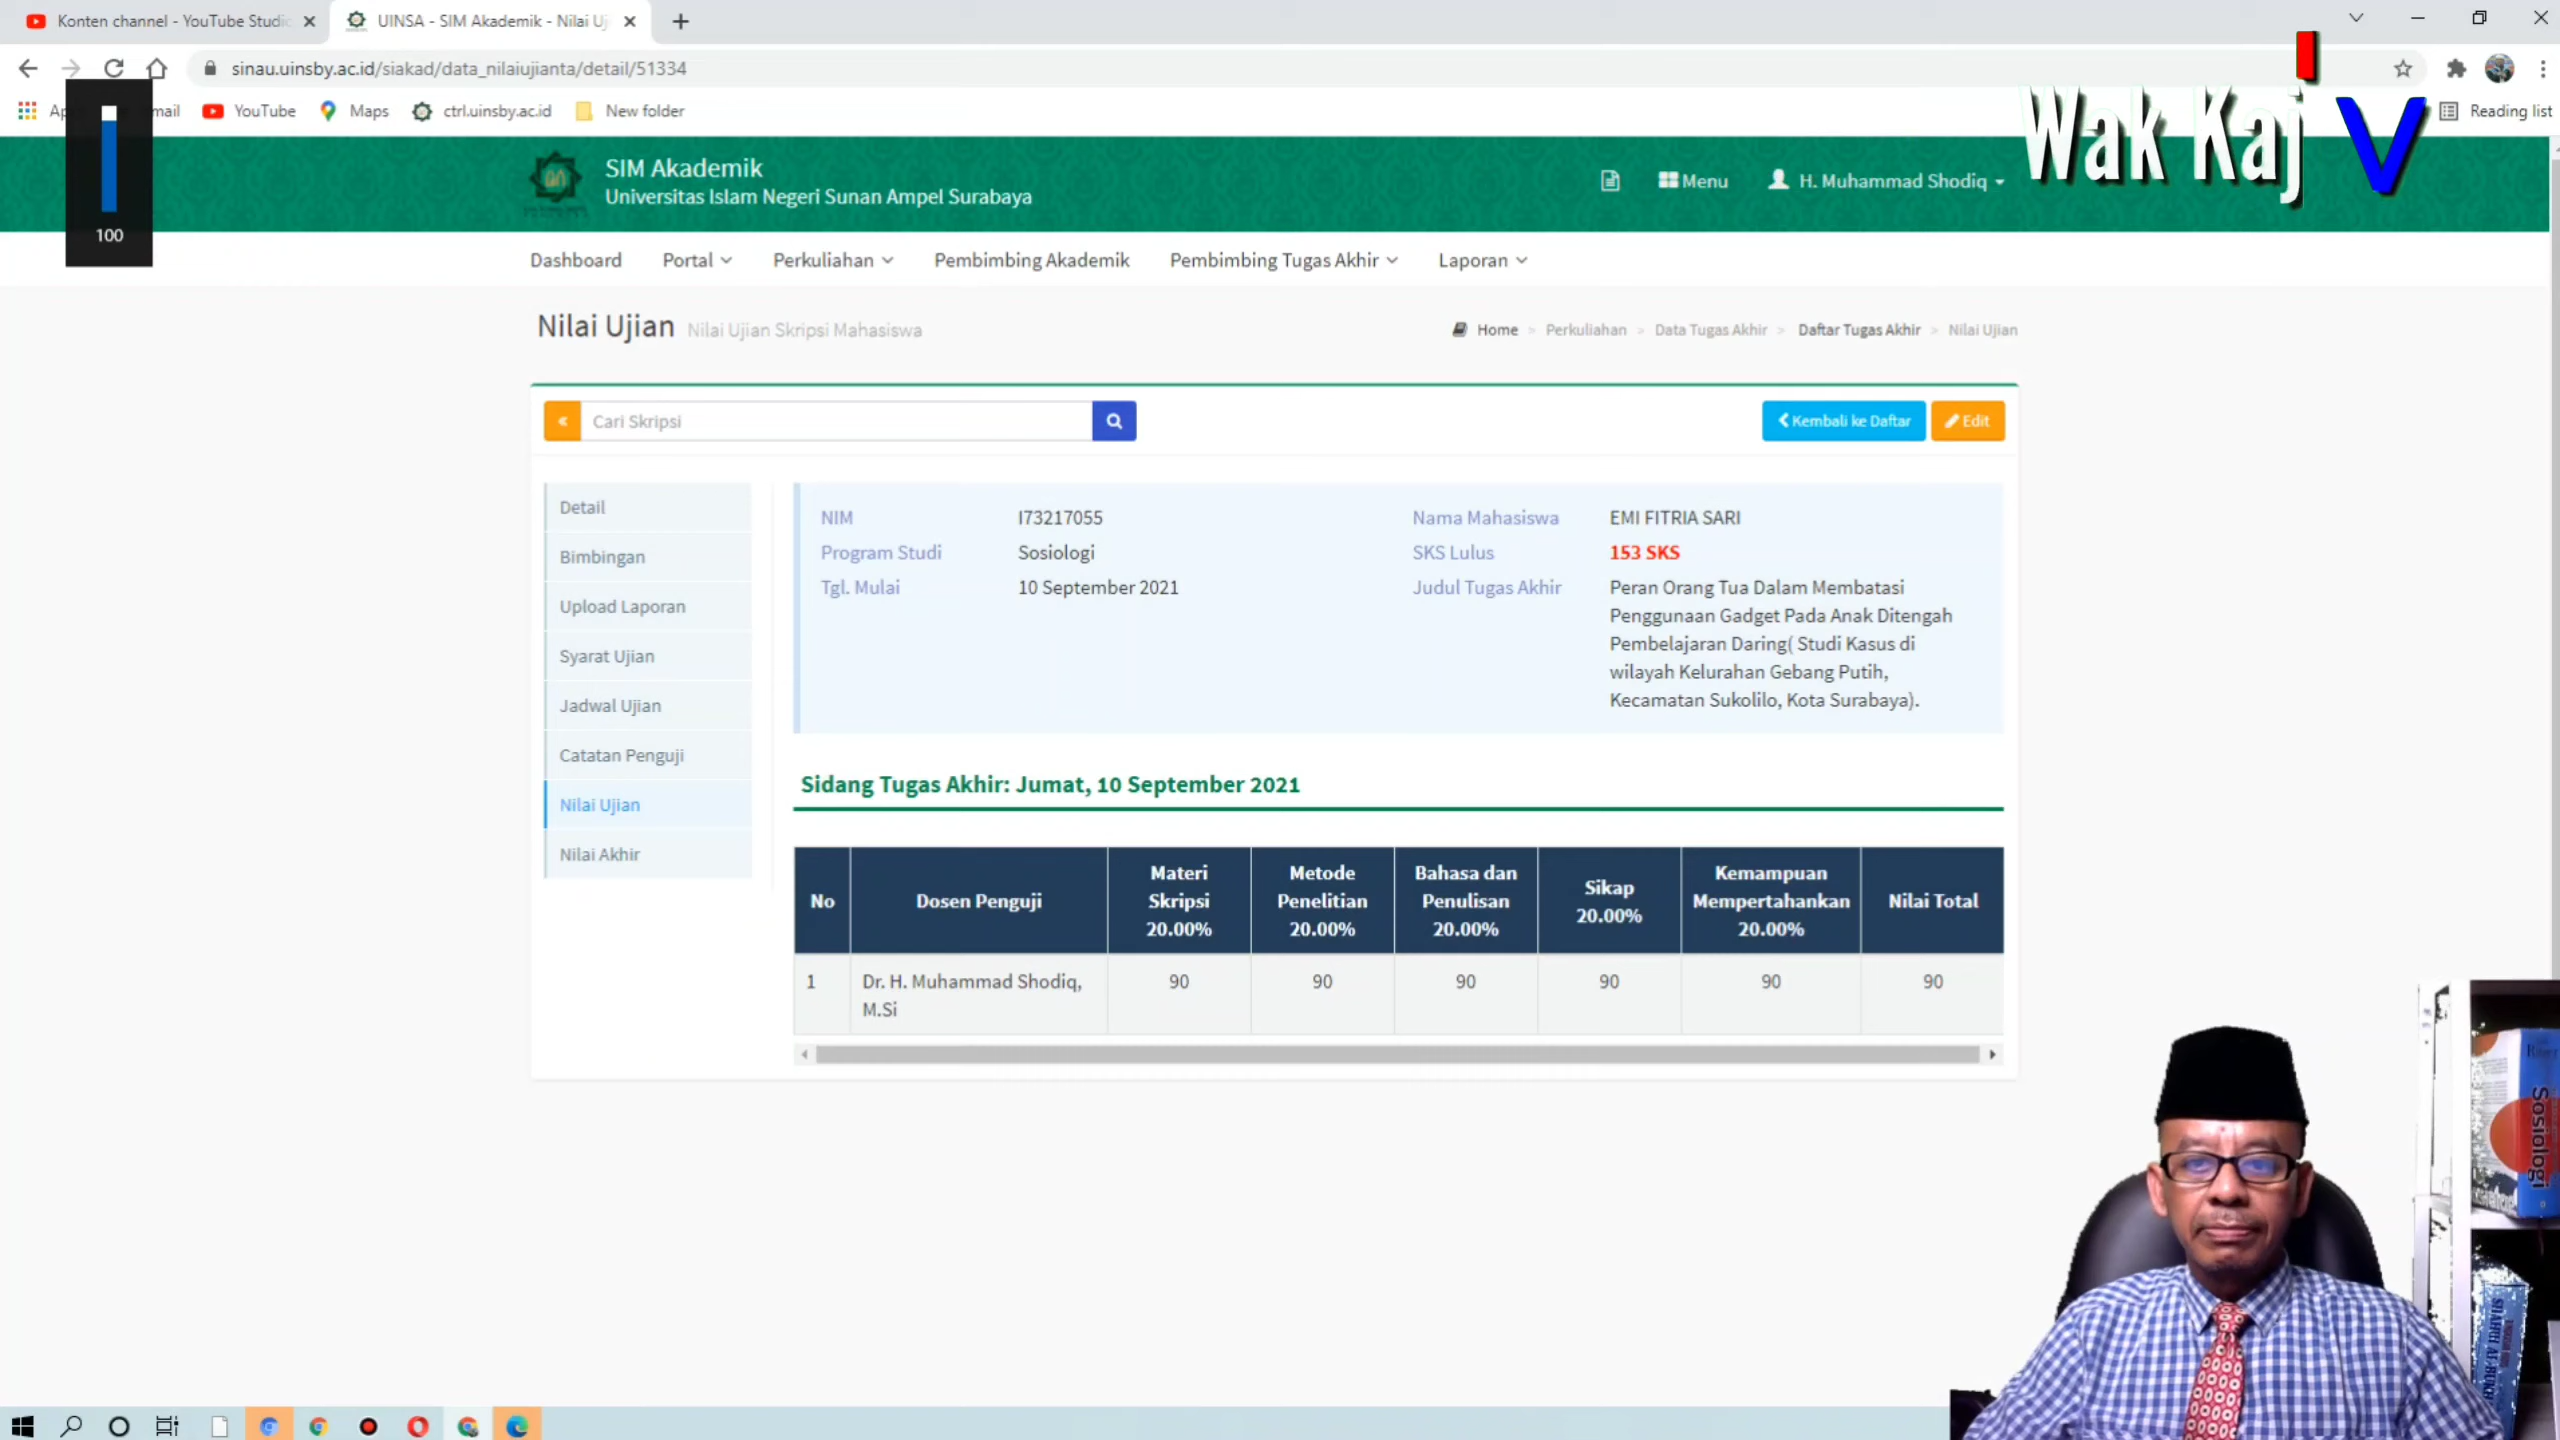 Konten channel - YouTube Studio
UINSA - SIM Akademik - Nilai Uj
sinau.uinsby.ac.id/siakad/data_nilaiujianta/detail/51334
YouTube
Maps
ctrl.uinsby.ac.id
New folder
Reading list
100
Wak Kaj
V
SIM Akademik
Universitas Islam Negeri Sunan Ampel Surabaya
Menu
H. Muhammad Shodiq
Dashboard
Portal
Perkuliahan
Pembimbing Akademik
Pembimbing Tugas Akhir
Laporan
Nilai Ujian
Nilai Ujian Skripsi Mahasiswa
Home > Perkuliahan > Data Tugas Akhir > Daftar Tugas Akhir > Nilai Ujian
Cari Skripsi
Kembali ke Daftar
Edit
Detail
Bimbingan
Upload Laporan
Syarat Ujian
Jadwal Ujian
Catatan Penguji
Nilai Ujian
Nilai Akhir
NIM
I73217055
Nama Mahasiswa
EMI FITRIA SARI
Program Studi
Sosiologi
SKS Lulus
153 SKS
Tgl. Mulai
10 September 2021
Judul Tugas Akhir
Peran Orang Tua Dalam Membatasi
Penggunaan Gadget Pada Anak Ditengah
Pembelajaran Daring( Studi Kasus di
wilayah Kelurahan Gebang Putih,
Kecamatan Sukolilo, Kota Surabaya).
Sidang Tugas Akhir: Jumat, 10 September 2021
No
Dosen Penguji
Materi
Skripsi
20.00%
Metode
Penelitian
20.00%
Bahasa dan
Penulisan
20.00%
Sikap
20.00%
Kemampuan
Mempertahankan
20.00%
Nilai Total
1
Dr. H. Muhammad Shodiq,
M.Si
90
90
90
90
90
90
Sosiologi